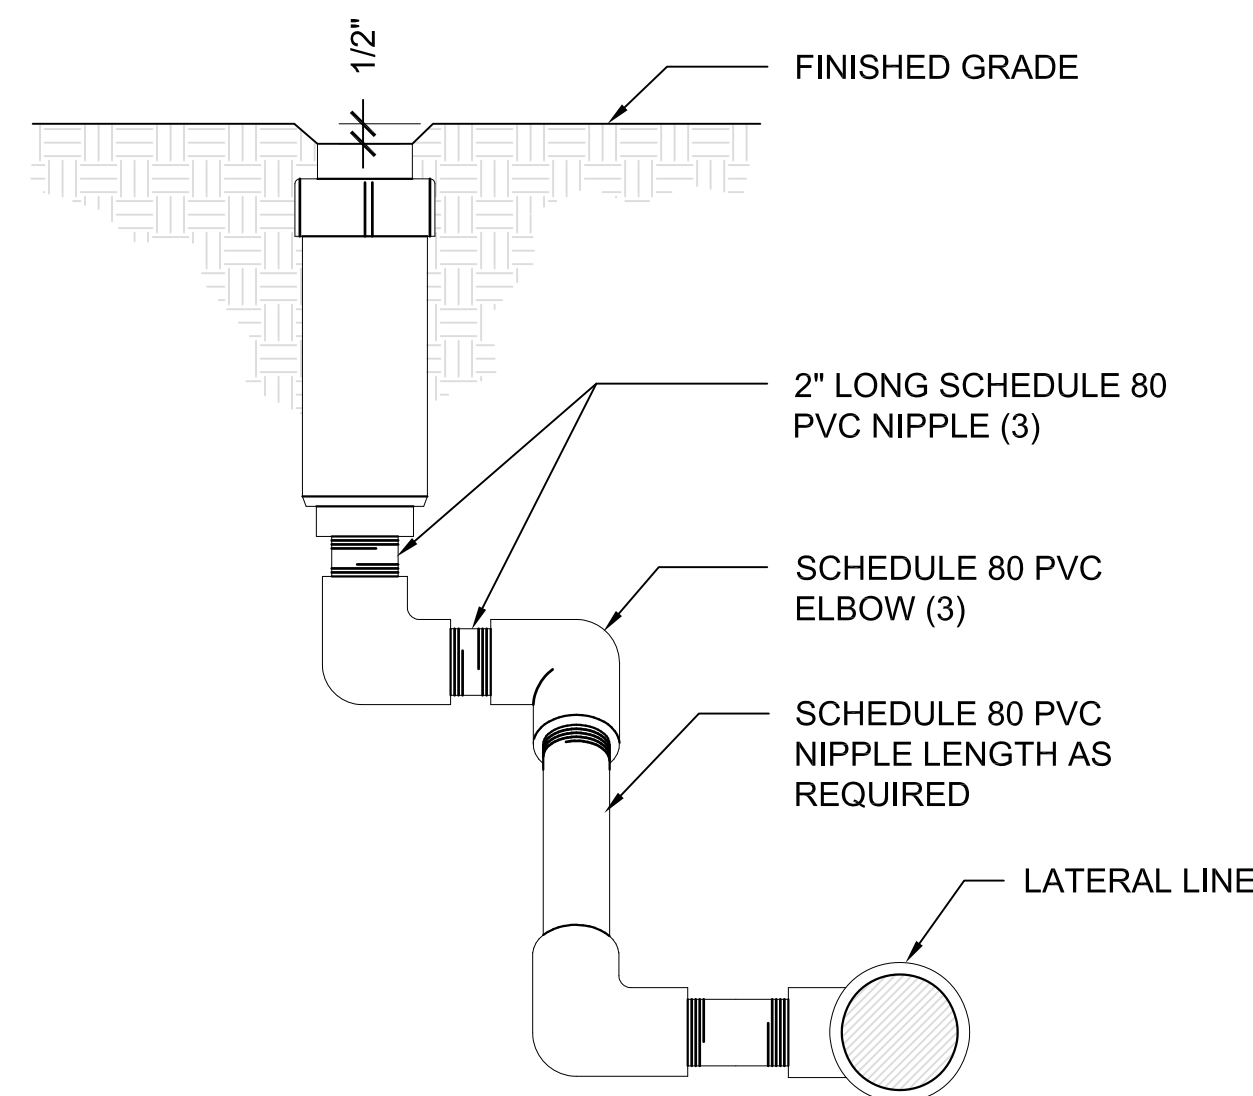 1/2"
FINISHED GRADE
2" LONG SCHEDULE 80
PVC NIPPLE (3)
SCHEDULE 80 PVC
ELBOW (3)
SCHEDULE 80 PVC
NIPPLE LENGTH AS
REQUIRED
LATERAL LINE